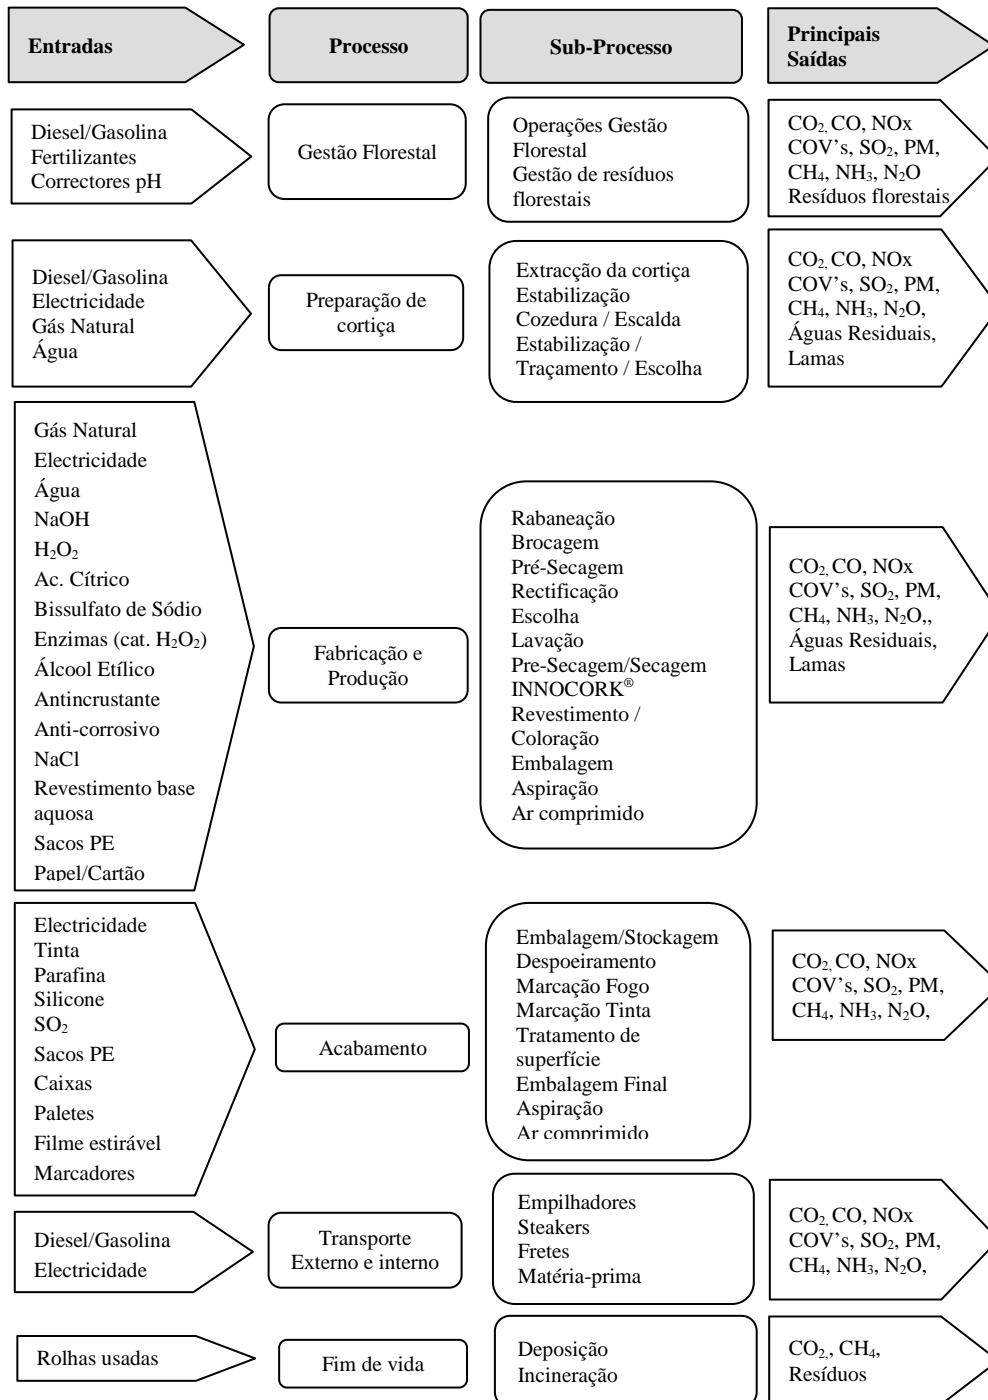 Entradas
Processo
Sub-Processo
Principais
Saídas
Diesel/Gasolina
Fertilizantes
Correctores pH
Gestão Florestal
Operações Gestão
Florestal
Gestão de resíduos
florestais
CO₂, CO, NOx
COV's, SO₂, PM,
CH₄, NH₃, N₂O
Resíduos florestais
Diesel/Gasolina
Electricidade
Gás Natural
Água
Preparação de
cortiça
Extracção da cortiça
Estabilização
Cozedura / Escalda
Estabilização /
Traçamento / Escolha
CO₂, CO, NOx
COV's, SO₂, PM,
CH₄, NH₃, N₂O,
Águas Residuais,
Lamas
Gás Natural
Electricidade
Água
NaOH
H₂O₂
Ac. Cítrico
Bissulfato de Sódio
Enzimas (cat. H₂O₂)
Álcool Etílico
Antincrustante
Anti-corrosivo
NaCl
Revestimento base
aquosa
Sacos PE
Papel/Cartão
Fabricação e
Produção
Rabaneação
Brocagem
Pré-Secagem
Rectificação
Escolha
Lavação
Pre-Secagem/Secagem
INNOCORK®
Revestimento /
Coloração
Embalagem
Aspiração
Ar comprimido
CO₂, CO, NOx
COV's, SO₂, PM,
CH₄, NH₃, N₂O,,
Águas Residuais,
Lamas
Electricidade
Tinta
Parafina
Silicone
SO₂
Sacos PE
Caixas
Paletes
Filme estirável
Marcadores
Acabamento
Embalagem/Stockagem
Despoeiramento
Marcação Fogo
Marcação Tinta
Tratamento de
superfície
Embalagem Final
Aspiração
Ar comprimido
CO₂, CO, NOx
COV's, SO₂, PM,
CH₄, NH₃, N₂O,
Diesel/Gasolina
Electricidade
Transporte
Externo e interno
Empilhadores
Steakers
Fretes
Matéria-prima
CO₂, CO, NOx
COV's, SO₂, PM,
CH₄, NH₃, N₂O,
Rolhas usadas
Fim de vida
Deposição
Incineração
CO₂,, CH₄,
Resíduos